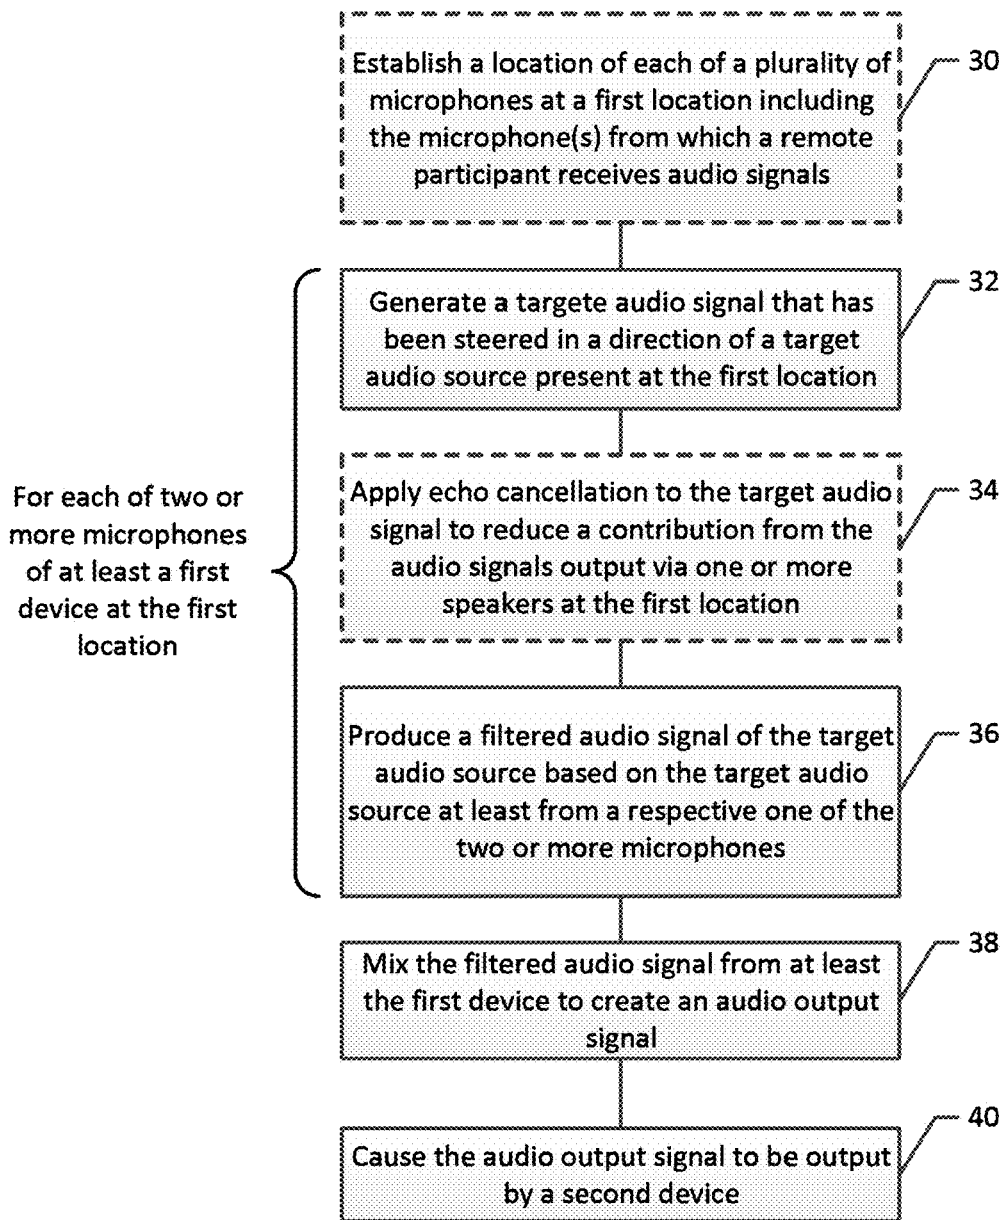 Establish a location of each of a plurality of
microphones at a first location including
the microphone(s) from which a remote
participant receives audio signals
30
Generate a targete audio signal that has
been steered in a direction of a target
audio source present at the first location
32
For each of two or
more microphones
of at least a first
device at the first
location
Apply echo cancellation to the target audio
signal to reduce a contribution from the
audio signals output via one or more
speakers at the first location
34
Produce a filtered audio signal of the target
audio source based on the target audio
source at least from a respective one of the
two or more microphones
36
Mix the filtered audio signal from at least
the first device to create an audio output
signal
38
Cause the audio output signal to be output
by a second device
40